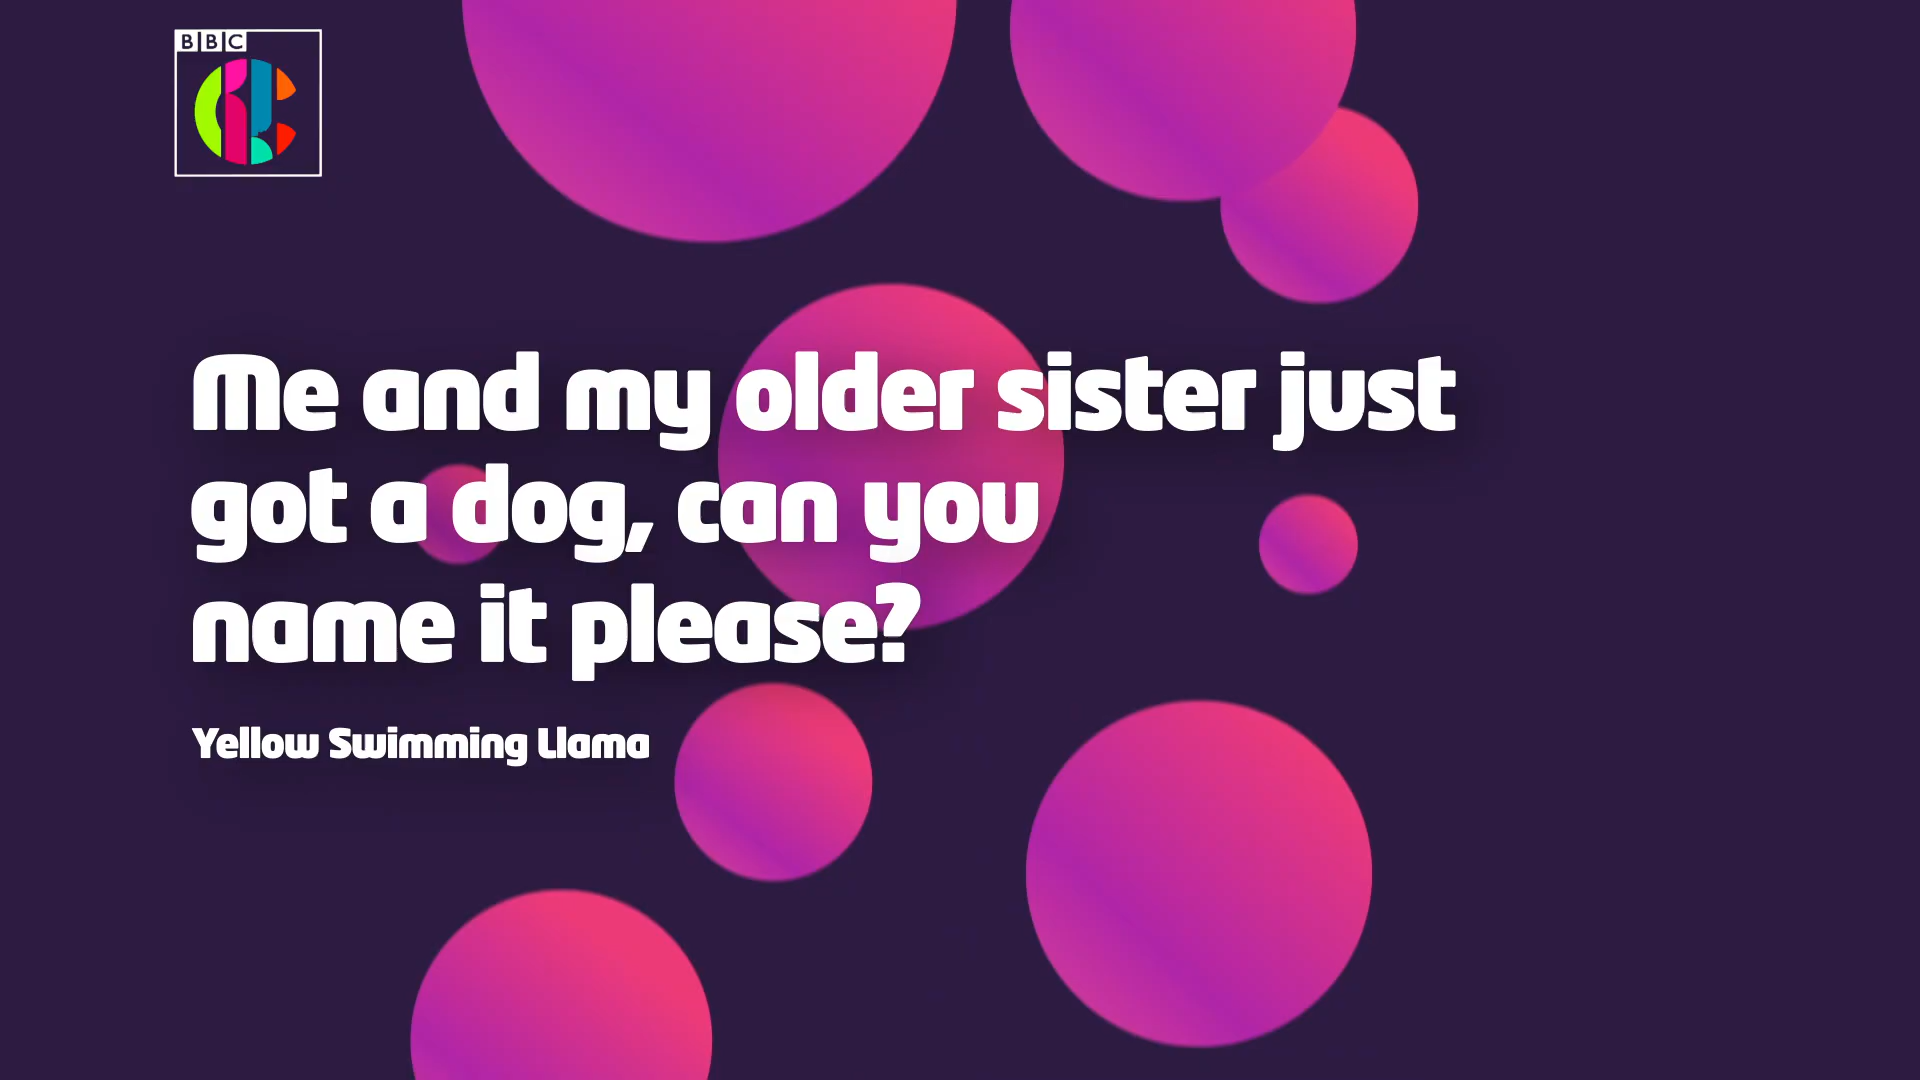 BBC
Me and my older sister just
got a dog, can you
name it please?
Yellow Swimming Llama